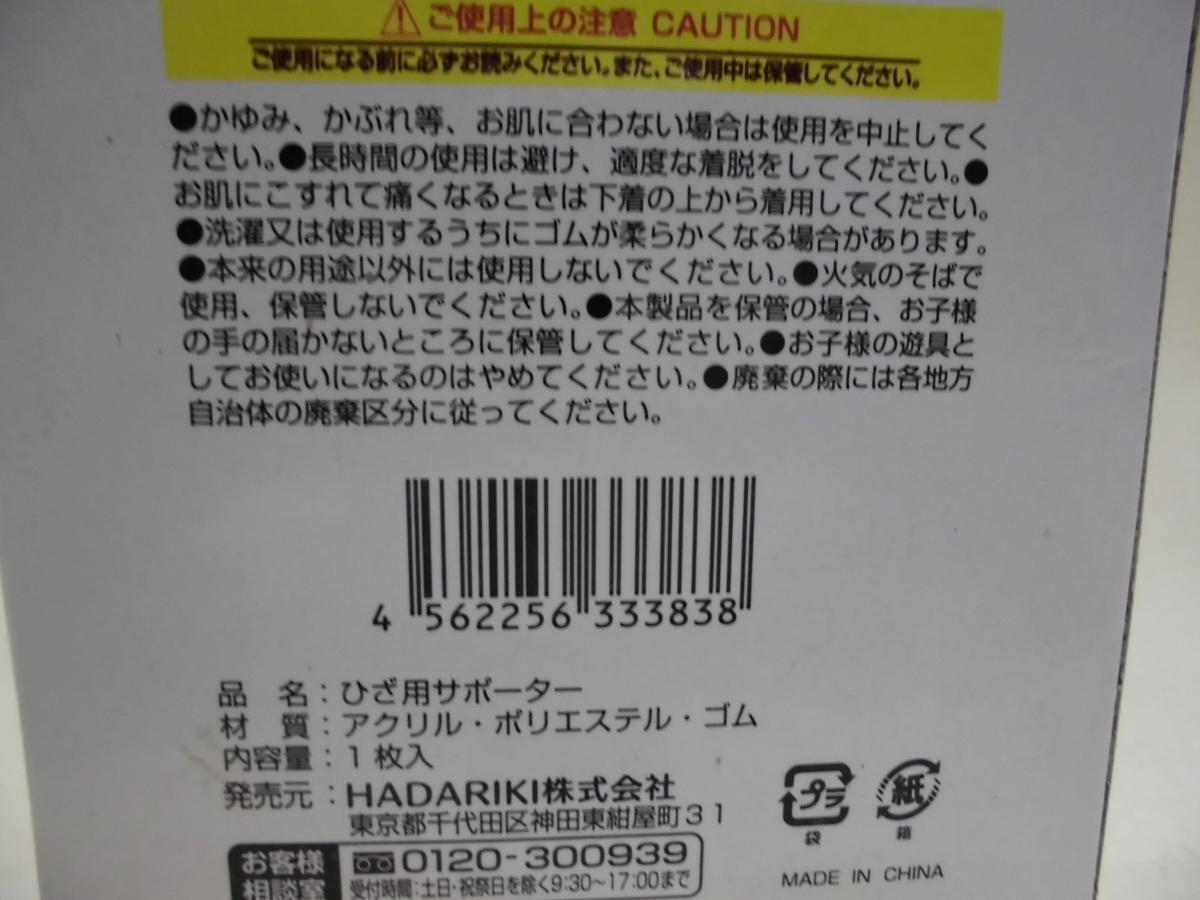 ⚠ご使用上の注意 CAUTION
ご使用になる前に必ずお読みください。また、ご使用中は保管してください。
●かゆみ、かぶれ等、お肌に合わない場合は使用を中止してく
ださい。●長時間の使用は避け、適度な着脱をしてください。●
お肌にこすれて痛くなるときは下着の上から着用してください。
●洗濯又は使用するうちにゴムが柔らかくなる場合があります。
●本来の用途以外には使用しないでください。●火気のそばで
使用、保管しないでください。●本製品を保管の場合、お子様
の手の届かないところに保管してください。●お子様の遊具と
してお使いになるのはやめてください。●廃棄の際には各地方
自治体の廃棄区分に従ってください。
4 562256 333838
品 名：ひざ用サポーター
材 質：アクリル・ポリエステル・ゴム
内容量：1枚入
発売元：HADARIKI株式会社
東京都千代田区神田東紺屋町31
お客様
相談室
0120-300939
受付時間：土日・祝祭日を除く9:30〜17:00まで
プラ
袋
紙
箱
MADE IN CHINA